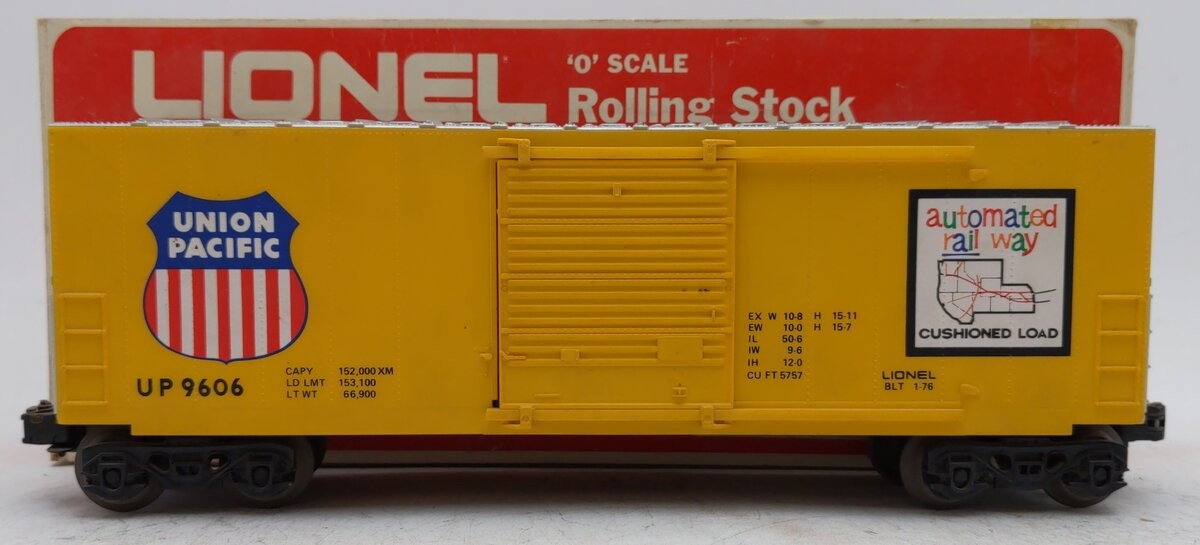 LIONEL
'O' SCALE
Rolling Stock
UNION
PACIFIC
UP 9606
CAPY 152,000 XM
LD LMT 153,100
LT WT 66,900
EX W 10-8 H 15-11
EW 10-0 H 15-7
IL 50-6
IW 9-6
IH 12-0
CU FT 5757
automated
rail way
CUSHIONED LOAD
LIONEL
BLT 1-76